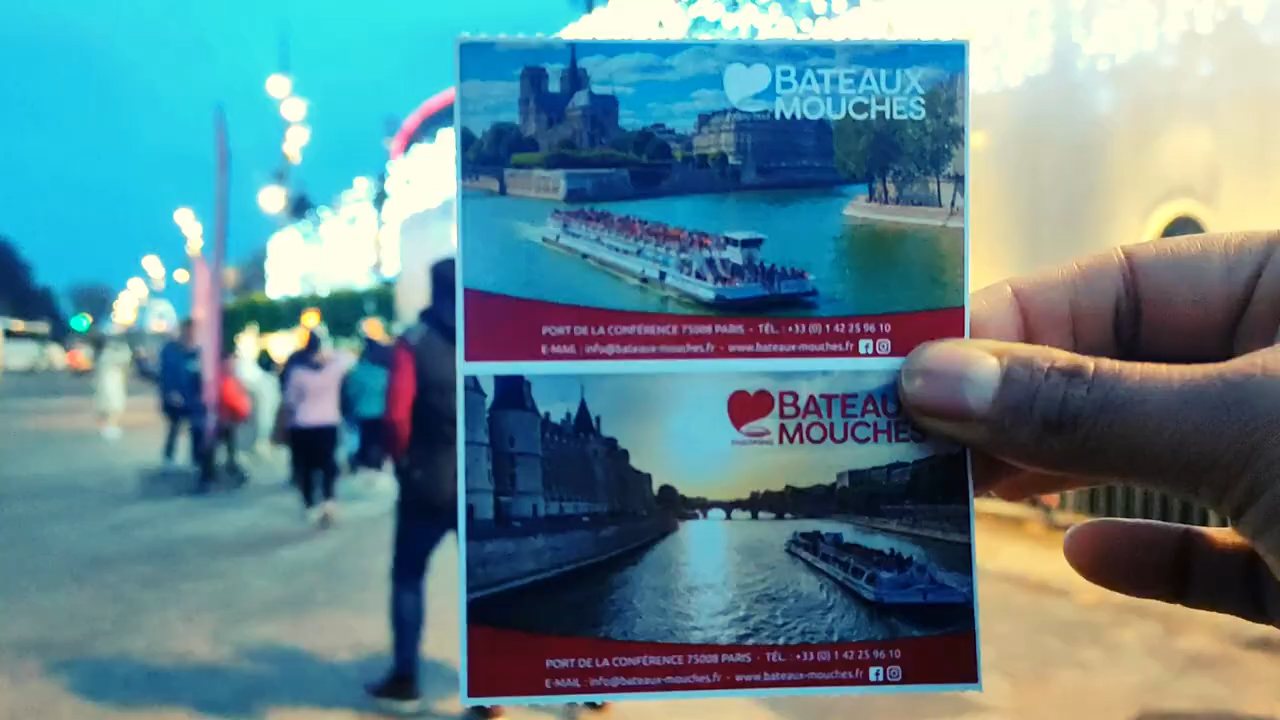 BATEAUX
MOUCHES
PORT DE LA CONFÉRENCE 75008 PARIS - TÉL. : +33 (0) 1 42 25 96 10
E-MAIL : info@bateaux-mouches.fr - www.bateaux-mouches.fr
BATEAU
MOUCHES
PORT DE LA CONFÉRENCE 75008 PARIS - TÉL. : +33 (0) 1 42 25 96 10
E-MAIL : info@bateaux-mouches.fr - www.bateaux-mouches.fr